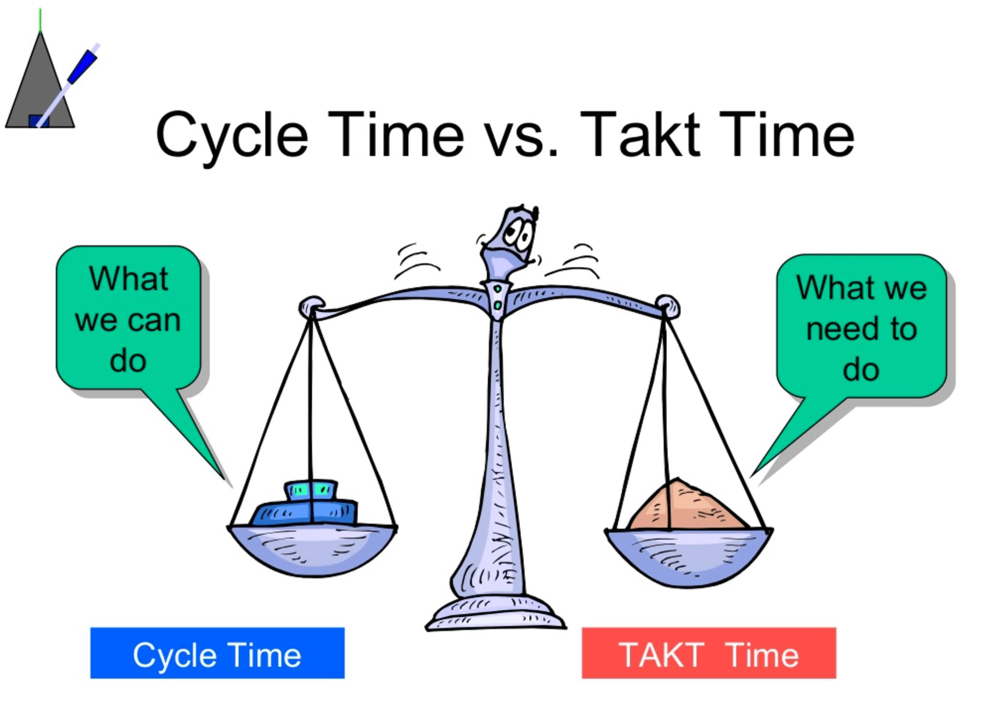 Cycle Time vs. Takt Time
What
we can
do
What we
need to
do
Cycle Time
TAKT Time